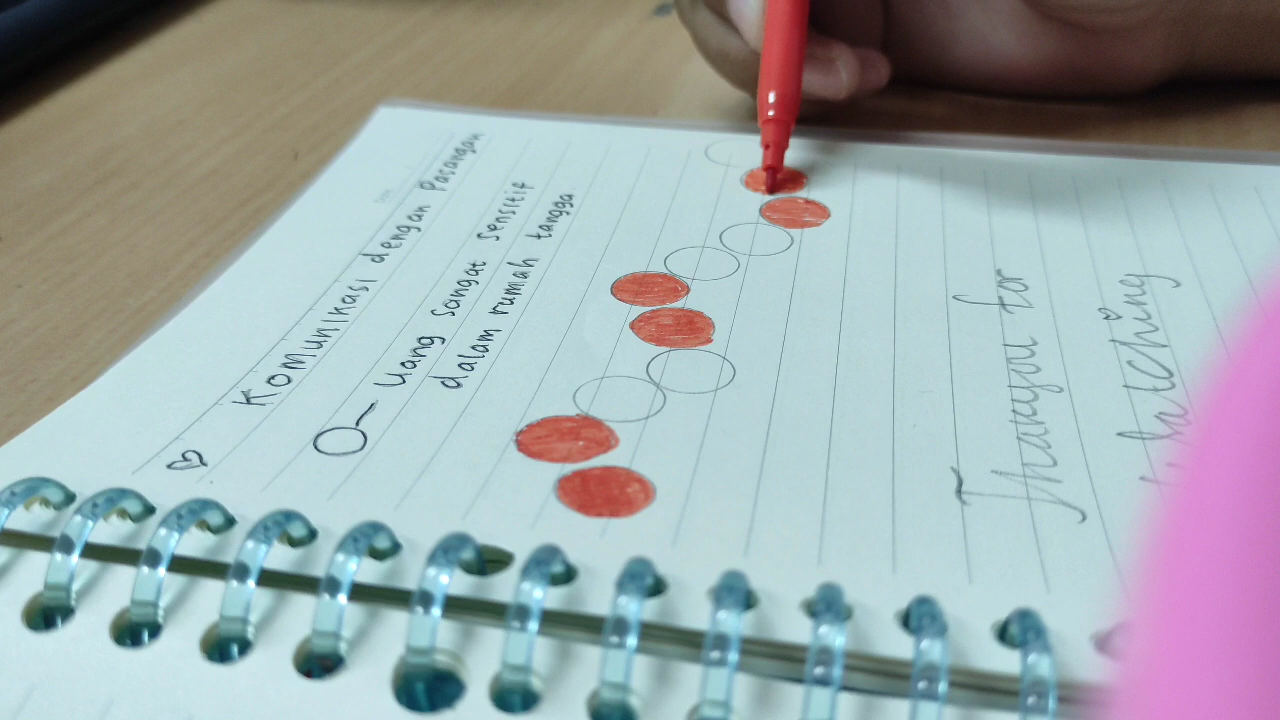 Komunikasi dengan Pasangan
Uang sangat sensitif
dalam rumah tangga
Thankyou for
Watching